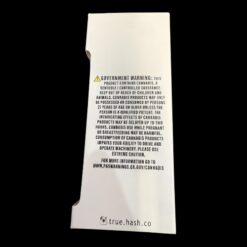 GOVERNMENT WARNING: THIS
PRODUCT CONTAINS CANNABIS, A
SCHEDULE I CONTROLLED SUBSTANCE.
KEEP OUT OF REACH OF CHILDREN AND
ANIMALS. CANNABIS PRODUCTS MAY ONLY
BE POSSESSED OR CONSUMED BY PERSONS
21 YEARS OF AGE OR OLDER UNLESS THE
PERSON IS A QUALIFIED PATIENT. THE
INTOXICATING EFFECTS OF CANNABIS
PRODUCTS MAY BE DELAYED UP TO TWO
HOURS. CANNABIS USE WHILE PREGNANT
OR BREASTFEEDING MAY BE HARMFUL.
CONSUMPTION OF CANNABIS PRODUCTS
IMPAIRS YOUR ABILITY TO DRIVE AND
OPERATE MACHINERY. PLEASE USE
EXTREME CAUTION.
FOR MORE INFORMATION GO TO
WWW.P65WARNINGS.CA.GOV/CANNABIS
true.hash.co